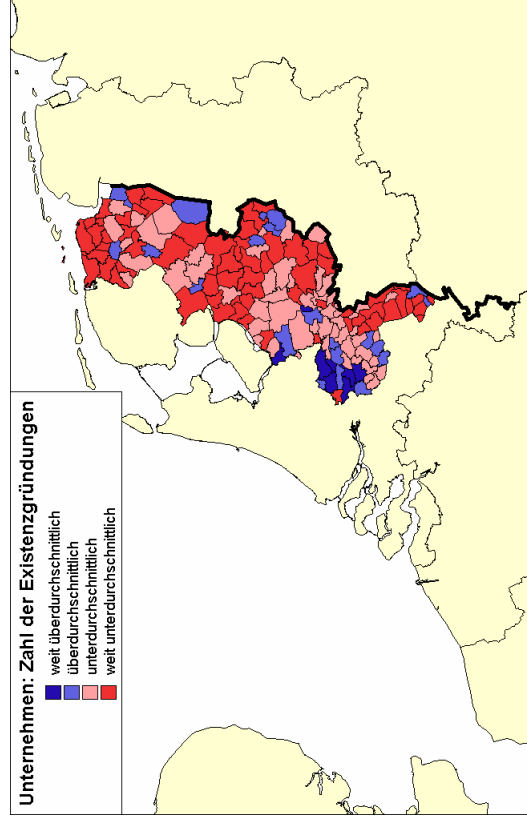 Unternehmen: Zahl der Existenzgründungen
weit überdurchschnittlich
überdurchschnittlich
unterdurchschnittlich
weit unterdurchschnittlich